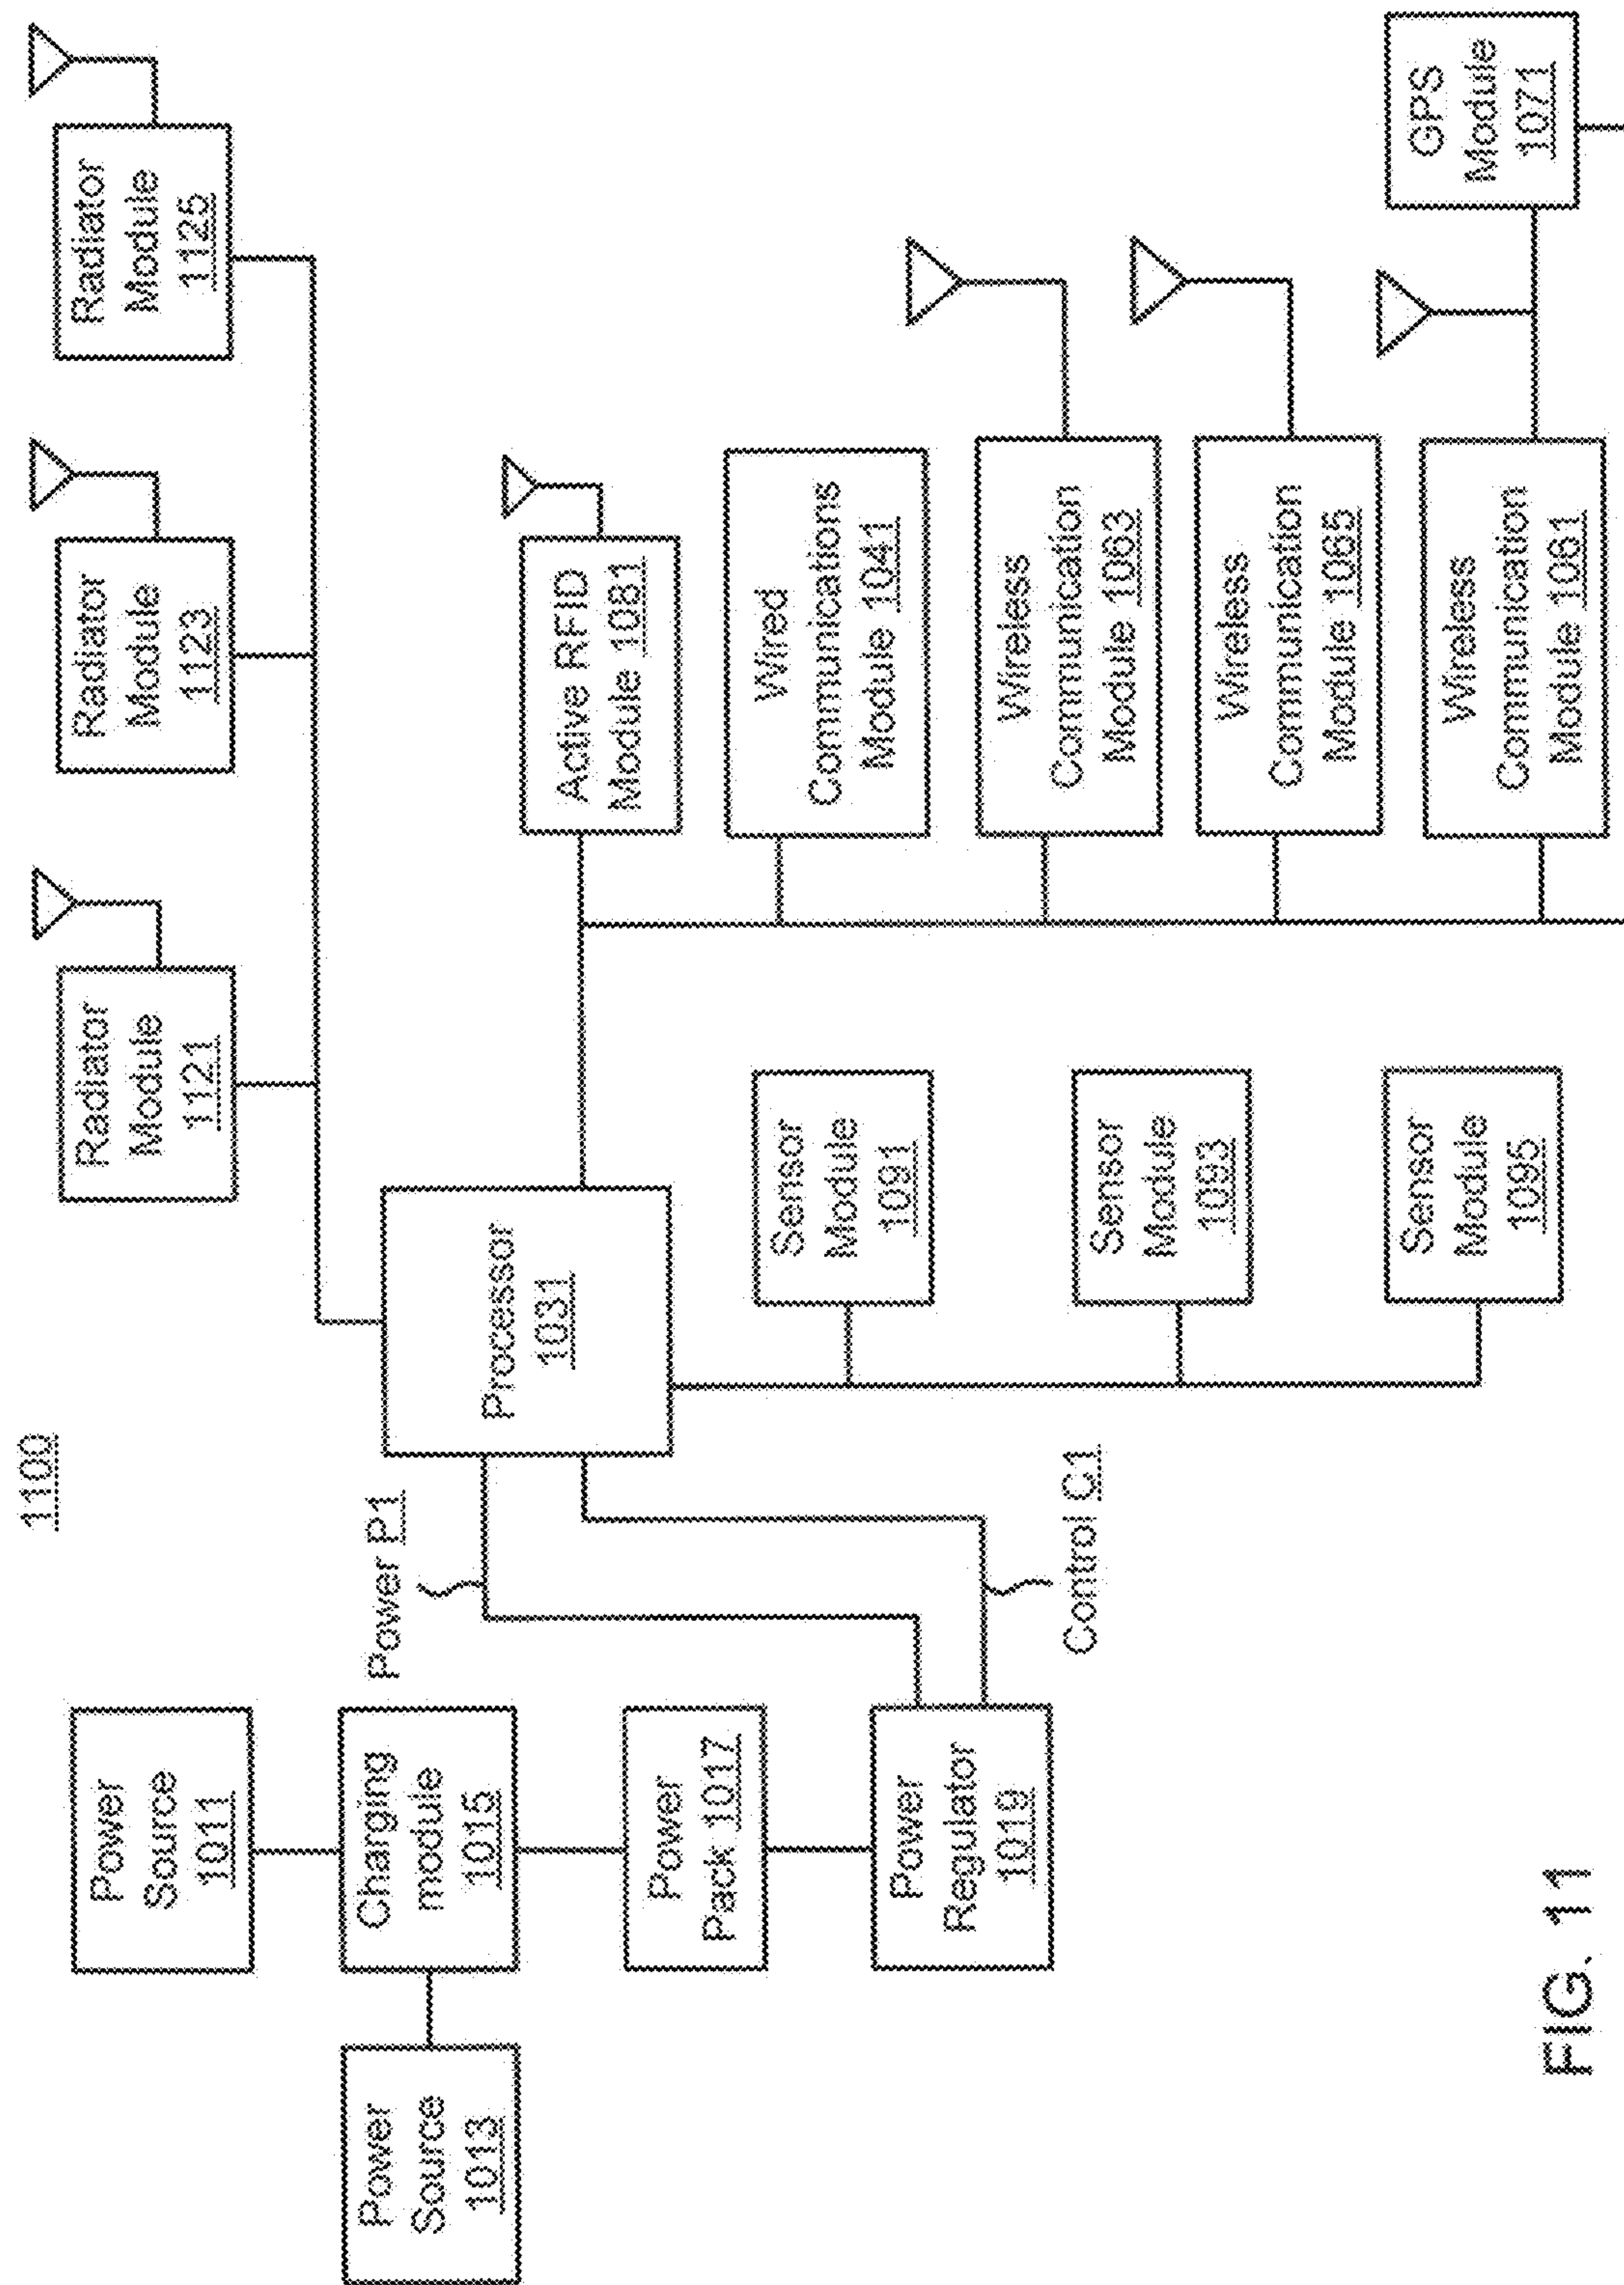 1100
Power
Source
1011
Radiator
Module
1121
Radiator
Module
1123
Radiator
Module
1125
Power
Source
1013
Charging
module
1015
Power P1
Processor
1031
Active RFID
Module 1081
Power
Pack 1017
Wired
Communications
Module 1041
Sensor
Module
1091
Power
Regulator
1019
Control C1
Wireless
Communication
Module 1063
Sensor
Module
1093
Wireless
Communication
Module 1065
Sensor
Module
1095
Wireless
Communication
Module 1061
GPS
Module
1071
FIG. 11